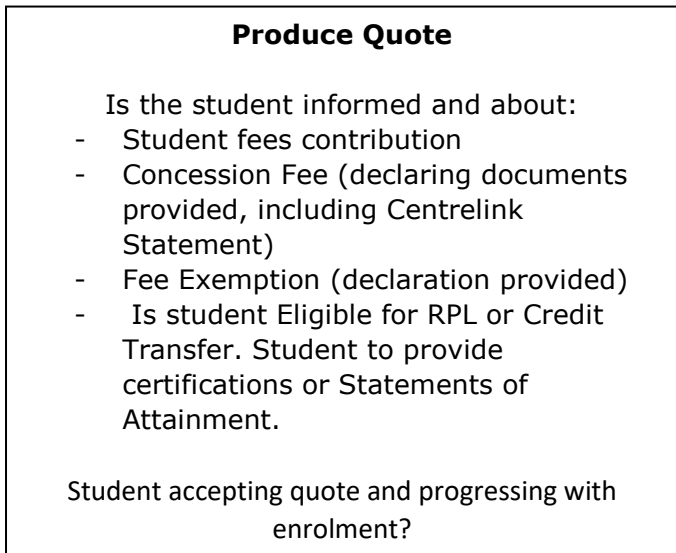 Produce Quote
Is the student informed and about:
- Student fees contribution
- Concession Fee (declaring documents
provided, including Centrelink
Statement)
- Fee Exemption (declaration provided)
- Is student Eligible for RPL or Credit
Transfer. Student to provide
certifications or Statements of
Attainment.
Student accepting quote and progressing with
enrolment?